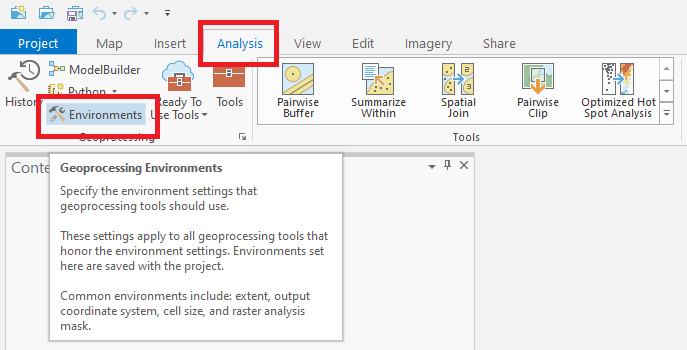 Project Map Insert Analysis View Edit Imagery Share
History
ModelBuilder
Python
Environments
Ready To
Use Tools
Tools
Geoprocessing
Pairwise
Buffer
Summarize
Within
Spatial
Join
Pairwise
Clip
Optimized Hot
Spot Analysis
Tools
Conte
Geoprocessing Environments
Specify the environment settings that
geoprocessing tools should use.
These settings apply to all geoprocessing tools that
honor the environment settings. Environments set
here are saved with the project.
Common environments include: extent, output
coordinate system, cell size, and raster analysis
mask.